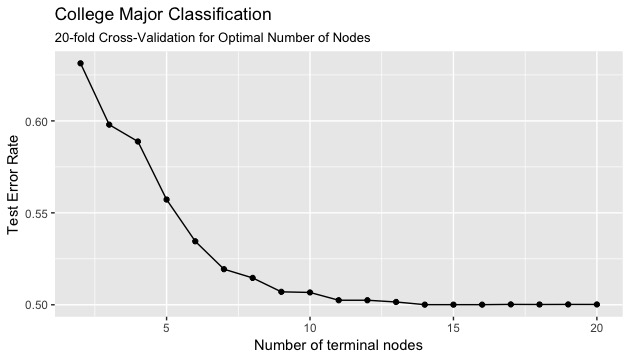 College Major Classification
20-fold Cross-Validation for Optimal Number of Nodes
Test Error Rate
0.60
0.55
0.50
5 10 15 20
Number of terminal nodes